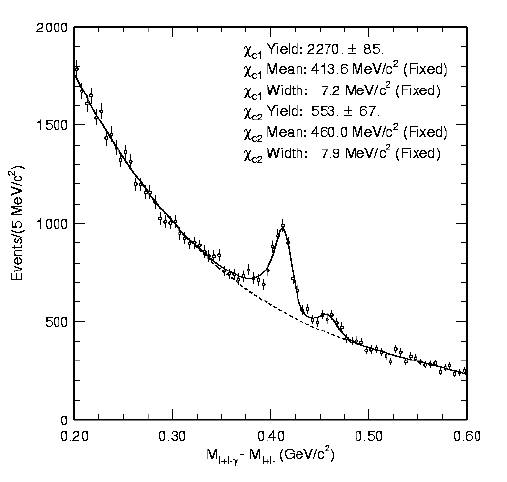 2000
χc1 Yield: 2270. ± 85.
χc1 Mean: 413.6 MeV/c² (Fixed)
χc1 Width: 7.2 MeV/c² (Fixed)
χc2 Yield: 553. ± 67.
χc2 Mean: 460.0 MeV/c² (Fixed)
χc2 Width: 7.9 MeV/c² (Fixed)
1500
1000
500
0
Events/(5 MeV/c²)
0.20 0.30 0.40 0.50 0.60
Ml+l-γ - Ml+l- (GeV/c²)